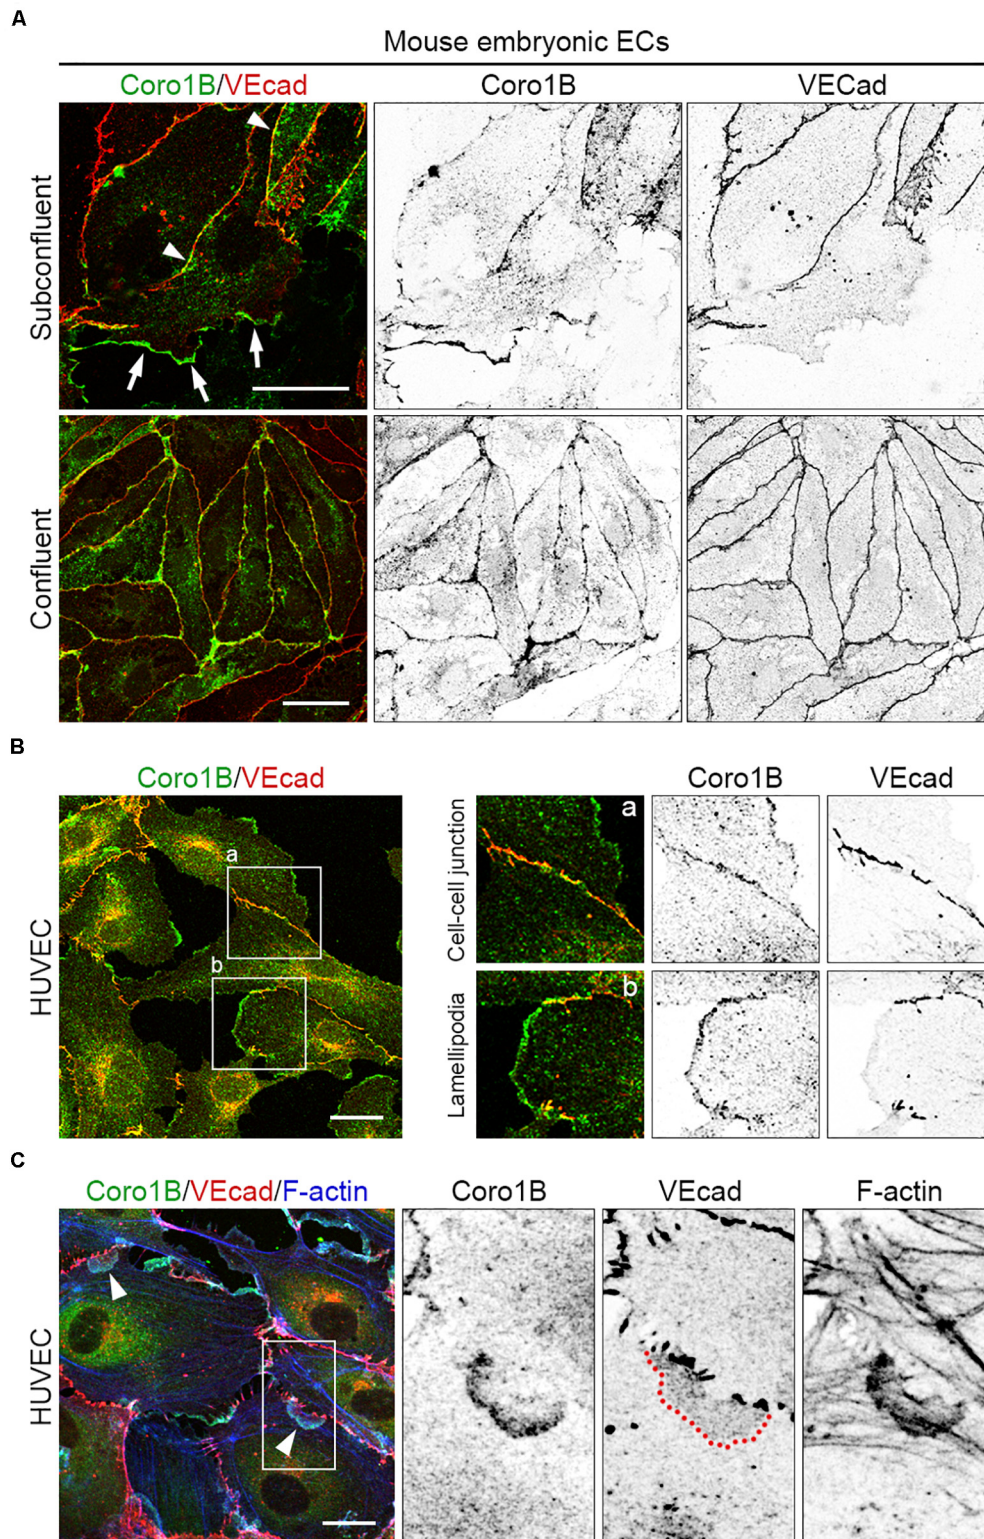 A
Mouse embryonic ECs
Coro1B/VEcad
Coro1B
VECad
Subconfluent
Confluent
B
Coro1B/VEcad
Coro1B
VEcad
HUVEC
a
b
Cell-cell junction
a
Lamellipodia
b
C
Coro1B/VEcad/F-actin
Coro1B
VEcad
F-actin
HUVEC